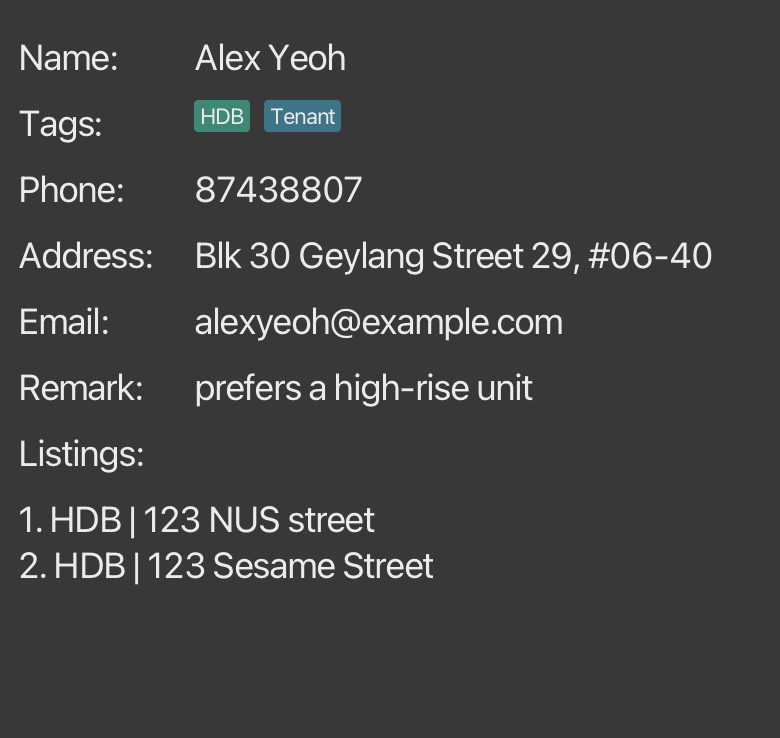 Name: Alex Yeoh
Tags: HDB Tenant
Phone: 87438807
Address: Blk 30 Geylang Street 29, #06-40
Email: alexyeoh@example.com
Remark: prefers a high-rise unit
Listings:
1. HDB | 123 NUS street
2. HDB | 123 Sesame Street